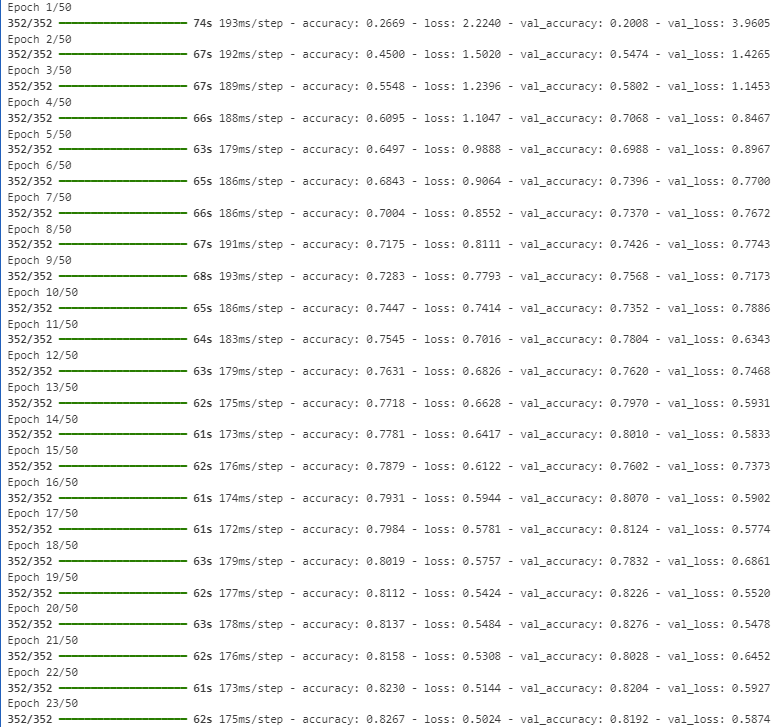 Epoch 1/50
352/352 ━━━━━━━━━━━━━━━━━━━━ 74s 193ms/step - accuracy: 0.2669 - loss: 2.2240 - val_accuracy: 0.2008 - val_loss: 3.9605
Epoch 2/50
352/352 ━━━━━━━━━━━━━━━━━━━━ 67s 192ms/step - accuracy: 0.4500 - loss: 1.5020 - val_accuracy: 0.5474 - val_loss: 1.4265
Epoch 3/50
352/352 ━━━━━━━━━━━━━━━━━━━━ 67s 189ms/step - accuracy: 0.5548 - loss: 1.2396 - val_accuracy: 0.5802 - val_loss: 1.1453
Epoch 4/50
352/352 ━━━━━━━━━━━━━━━━━━━━ 66s 188ms/step - accuracy: 0.6095 - loss: 1.1047 - val_accuracy: 0.7068 - val_loss: 0.8467
Epoch 5/50
352/352 ━━━━━━━━━━━━━━━━━━━━ 63s 179ms/step - accuracy: 0.6497 - loss: 0.9888 - val_accuracy: 0.6988 - val_loss: 0.8967
Epoch 6/50
352/352 ━━━━━━━━━━━━━━━━━━━━ 65s 186ms/step - accuracy: 0.6843 - loss: 0.9064 - val_accuracy: 0.7396 - val_loss: 0.7700
Epoch 7/50
352/352 ━━━━━━━━━━━━━━━━━━━━ 66s 186ms/step - accuracy: 0.7004 - loss: 0.8552 - val_accuracy: 0.7370 - val_loss: 0.7672
Epoch 8/50
352/352 ━━━━━━━━━━━━━━━━━━━━ 67s 191ms/step - accuracy: 0.7175 - loss: 0.8111 - val_accuracy: 0.7426 - val_loss: 0.7743
Epoch 9/50
352/352 ━━━━━━━━━━━━━━━━━━━━ 68s 193ms/step - accuracy: 0.7283 - loss: 0.7793 - val_accuracy: 0.7568 - val_loss: 0.7173
Epoch 10/50
352/352 ━━━━━━━━━━━━━━━━━━━━ 65s 186ms/step - accuracy: 0.7447 - loss: 0.7414 - val_accuracy: 0.7352 - val_loss: 0.7886
Epoch 11/50
352/352 ━━━━━━━━━━━━━━━━━━━━ 64s 183ms/step - accuracy: 0.7545 - loss: 0.7016 - val_accuracy: 0.7804 - val_loss: 0.6343
Epoch 12/50
352/352 ━━━━━━━━━━━━━━━━━━━━ 63s 179ms/step - accuracy: 0.7631 - loss: 0.6826 - val_accuracy: 0.7620 - val_loss: 0.7468
Epoch 13/50
352/352 ━━━━━━━━━━━━━━━━━━━━ 62s 175ms/step - accuracy: 0.7718 - loss: 0.6628 - val_accuracy: 0.7970 - val_loss: 0.5931
Epoch 14/50
352/352 ━━━━━━━━━━━━━━━━━━━━ 61s 173ms/step - accuracy: 0.7781 - loss: 0.6417 - val_accuracy: 0.8010 - val_loss: 0.5833
Epoch 15/50
352/352 ━━━━━━━━━━━━━━━━━━━━ 62s 176ms/step - accuracy: 0.7879 - loss: 0.6122 - val_accuracy: 0.7602 - val_loss: 0.7373
Epoch 16/50
352/352 ━━━━━━━━━━━━━━━━━━━━ 61s 174ms/step - accuracy: 0.7931 - loss: 0.5944 - val_accuracy: 0.8070 - val_loss: 0.5902
Epoch 17/50
352/352 ━━━━━━━━━━━━━━━━━━━━ 61s 172ms/step - accuracy: 0.7984 - loss: 0.5781 - val_accuracy: 0.8124 - val_loss: 0.5774
Epoch 18/50
352/352 ━━━━━━━━━━━━━━━━━━━━ 63s 179ms/step - accuracy: 0.8019 - loss: 0.5757 - val_accuracy: 0.7832 - val_loss: 0.6861
Epoch 19/50
352/352 ━━━━━━━━━━━━━━━━━━━━ 62s 177ms/step - accuracy: 0.8112 - loss: 0.5424 - val_accuracy: 0.8226 - val_loss: 0.5520
Epoch 20/50
352/352 ━━━━━━━━━━━━━━━━━━━━ 63s 178ms/step - accuracy: 0.8137 - loss: 0.5484 - val_accuracy: 0.8276 - val_loss: 0.5478
Epoch 21/50
352/352 ━━━━━━━━━━━━━━━━━━━━ 62s 176ms/step - accuracy: 0.8158 - loss: 0.5308 - val_accuracy: 0.8028 - val_loss: 0.6452
Epoch 22/50
352/352 ━━━━━━━━━━━━━━━━━━━━ 61s 173ms/step - accuracy: 0.8230 - loss: 0.5144 - val_accuracy: 0.8204 - val_loss: 0.5927
Epoch 23/50
352/352 ━━━━━━━━━━━━━━━━━━━━ 62s 175ms/step - accuracy: 0.8267 - loss: 0.5024 - val_accuracy: 0.8192 - val_loss: 0.5874